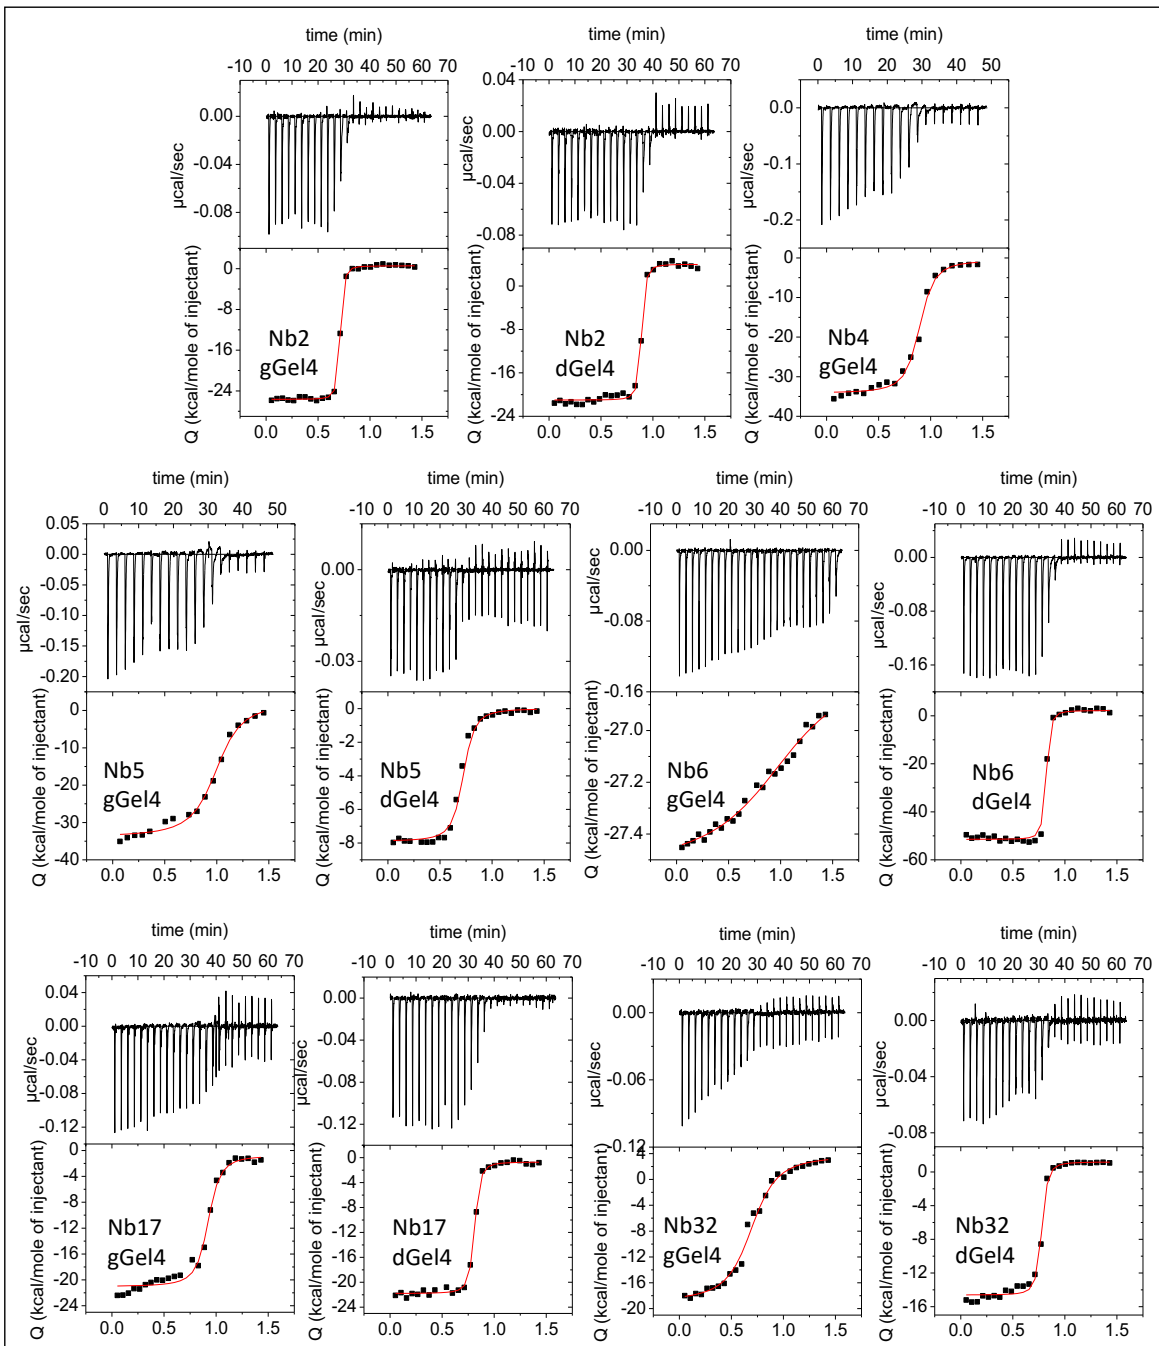 time (min)
time (min)
time (min)
-10 0 10 20 30 40 50 60 70
-10 0 10 20 30 40 50 60 70
0 10 20 30 40 50
µcal/sec
0.00
-0.04
-0.08
µcal/sec
0.04
0.00
-0.04
-0.08
µcal/sec
0.0
-0.1
-0.2
Q (kcal/mole of injectant)
0
-8
-16
-24
Nb2
gGel4
0.0 0.5 1.0 1.5
Q (kcal/mole of injectant)
0
-8
-16
-24
Nb2
dGel4
0.0 0.5 1.0 1.5
Q (kcal/mole of injectant)
0
-10
-20
-30
-40
Nb4
gGel4
0.0 0.5 1.0 1.5
time (min)
time (min)
time (min)
time (min)
0 10 20 30 40 50
-10 0 10 20 30 40 50 60 70
-10 0 10 20 30 40 50 60 70
-10 0 10 20 30 40 50 60 70
µcal/sec
0.05
0.00
-0.05
-0.10
-0.15
-0.20
µcal/sec
0.00
-0.03
µcal/sec
0.00
-0.08
-0.16
µcal/sec
0.00
-0.08
-0.16
Q (kcal/mole of injectant)
0
-10
-20
-30
-40
Nb5
gGel4
0.0 0.5 1.0 1.5
Q (kcal/mole of injectant)
0
-2
-4
-6
-8
Nb5
dGel4
0.0 0.5 1.0 1.5
Q (kcal/mole of injectant)
-27.0
-27.2
-27.4
Nb6
gGel4
0.0 0.5 1.0 1.5
Q (kcal/mole of injectant)
0
-20
-40
-60
Nb6
dGel4
0.0 0.5 1.0 1.5
time (min)
time (min)
time (min)
time (min)
-10 0 10 20 30 40 50 60 70
-10 0 10 20 30 40 50 60 70
-10 0 10 20 30 40 50 60 70
-10 0 10 20 30 40 50 60 70
µcal/sec
0.04
0.00
-0.04
-0.08
-0.12
µcal/sec
0.00
-0.04
-0.08
-0.12
µcal/sec
0.00
-0.06
-0.12
µcal/sec
0.00
-0.04
-0.08
Q (kcal/mole of injectant)
0
-4
-8
-12
-16
-20
-24
Nb17
gGel4
0.0 0.5 1.0 1.5
Q (kcal/mole of injectant)
0
-4
-8
-12
-16
-20
-24
Nb17
dGel4
0.0 0.5 1.0 1.5
Q (kcal/mole of injectant)
4
0
-4
-8
-12
-16
-20
Nb32
gGel4
0.0 0.5 1.0 1.5
Q (kcal/mole of injectant)
0
-4
-8
-12
-16
Nb32
dGel4
0.0 0.5 1.0 1.5